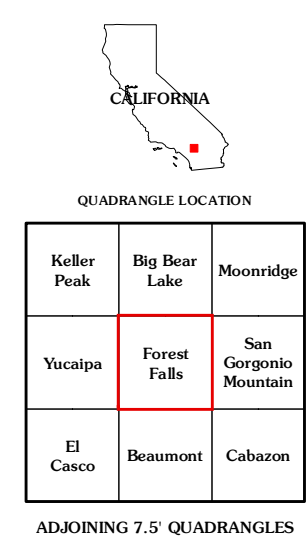 CALIFORNIA
QUADRANGLE LOCATION
Keller
Peak
Big Bear
Lake
Moonridge
Yucaipa
Forest
Falls
San
Gorgonio
Mountain
El
Casco
Beaumont
Cabazon
ADJOINING 7.5' QUADRANGLES